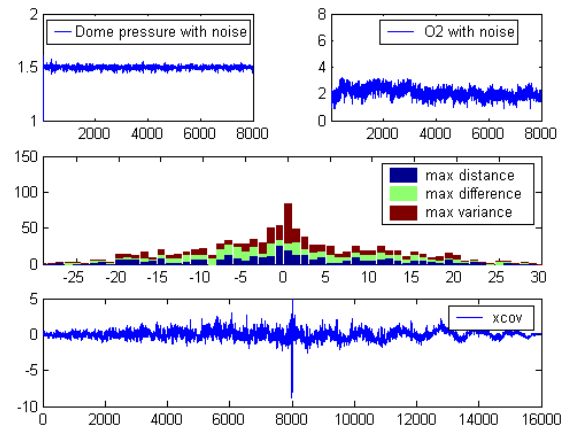 Dome pressure with noise
2
1.5
1
2000 4000 6000 8000
O2 with noise
8
6
4
2
0
2000 4000 6000 8000
max distance
max difference
max variance
150
100
50
0
-25 -20 -15 -10 -5 0 5 10 15 20 25 30
xcov
5
0
-5
-10
0 2000 4000 6000 8000 10000 12000 14000 16000